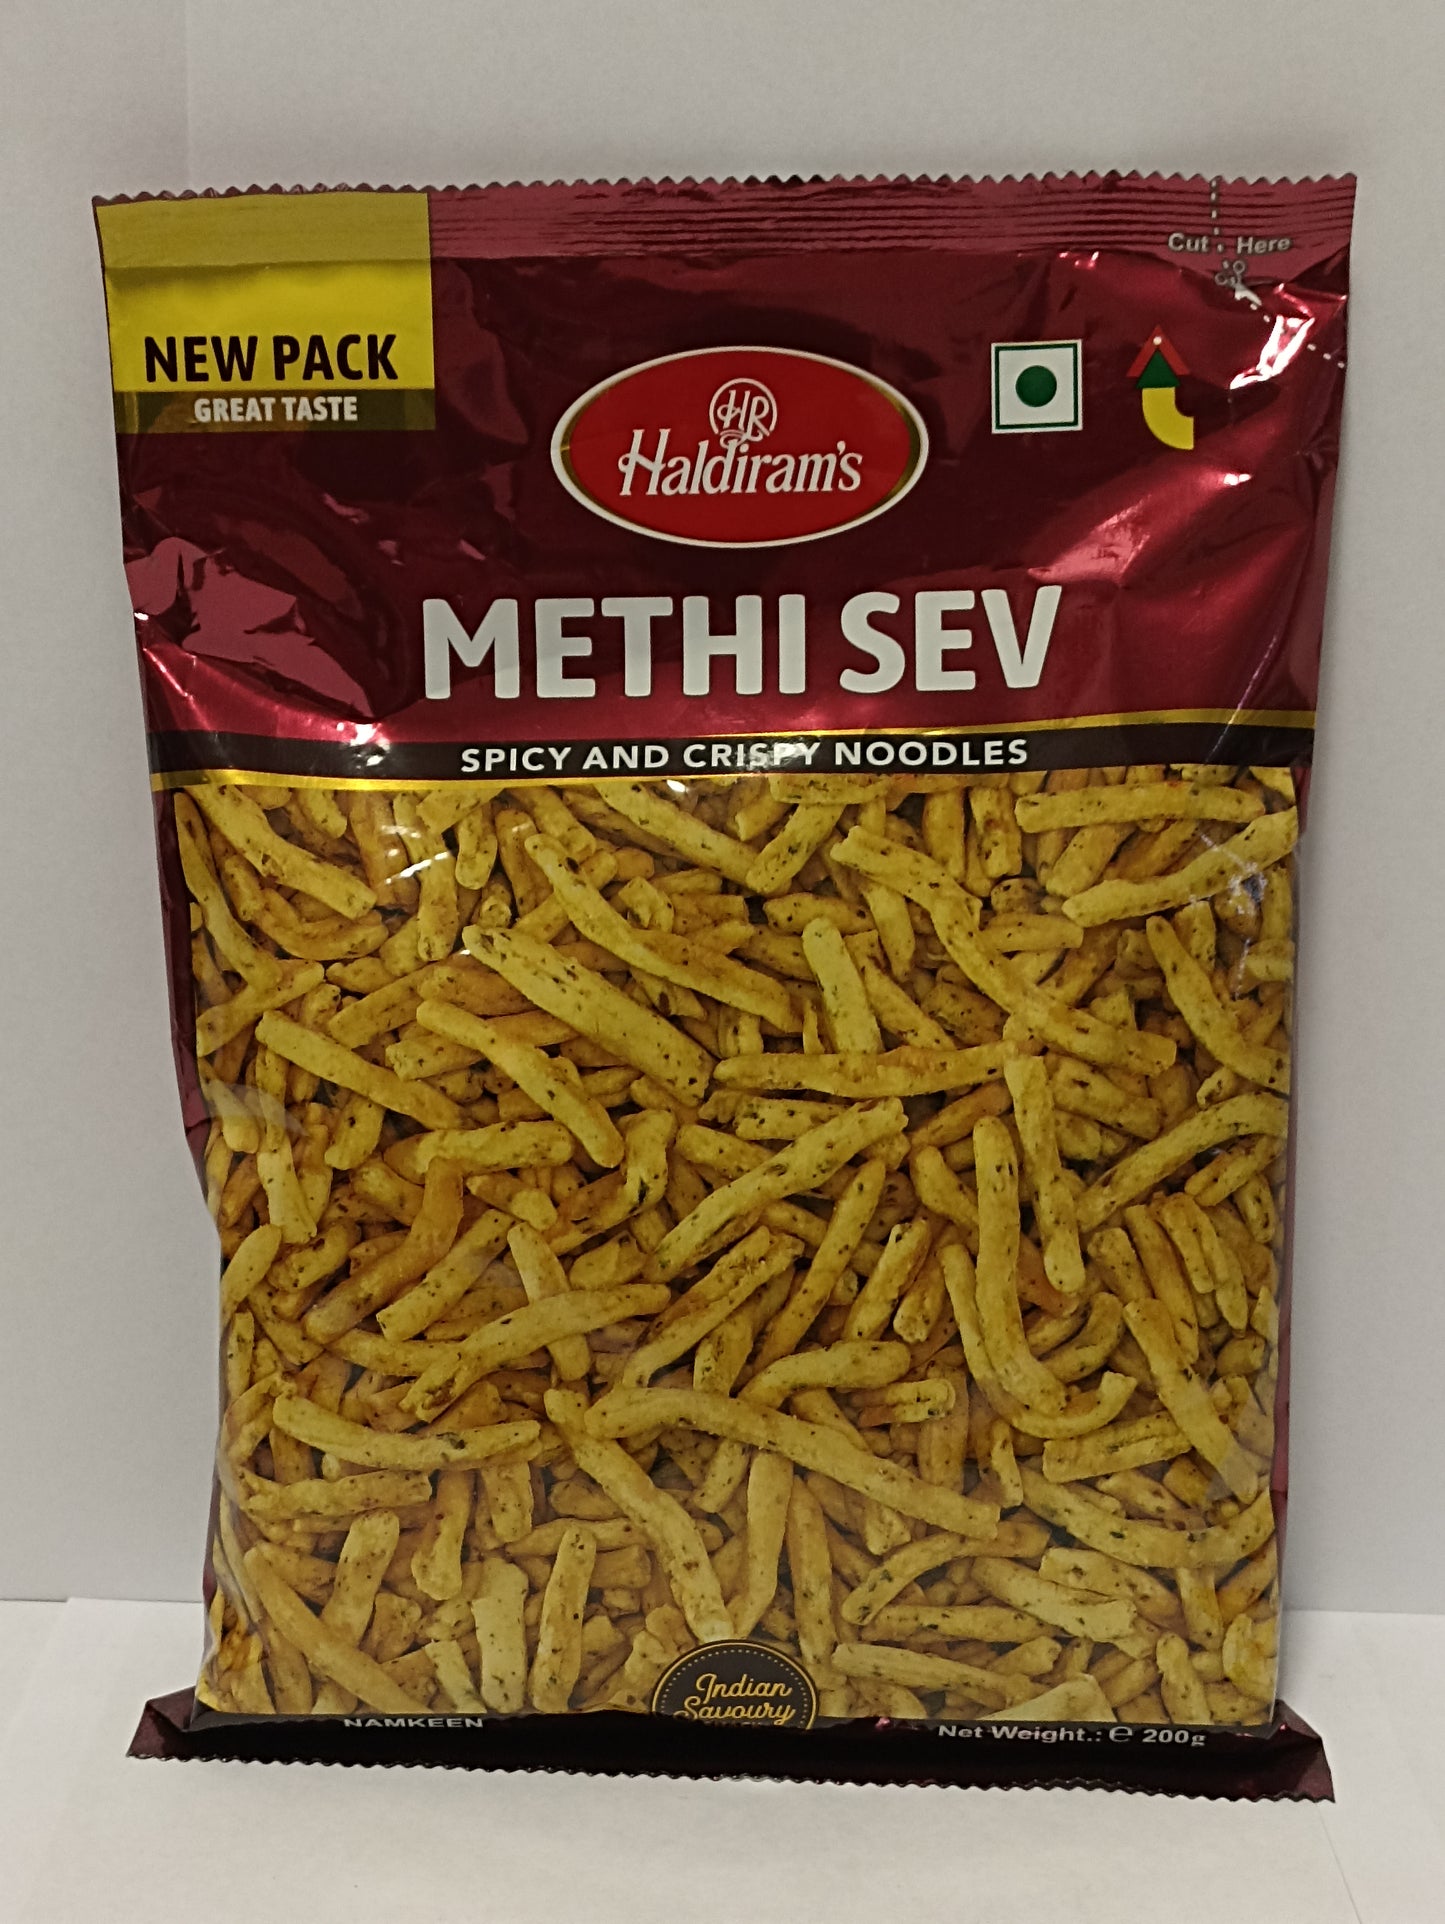 Cut Here
NEW PACK
GREAT TASTE
HR
Haldiram's
METHI SEV
SPICY AND CRISPY NOODLES
Indian
Savoury
NAMKEEN
Net Weight.: ℮ 200g